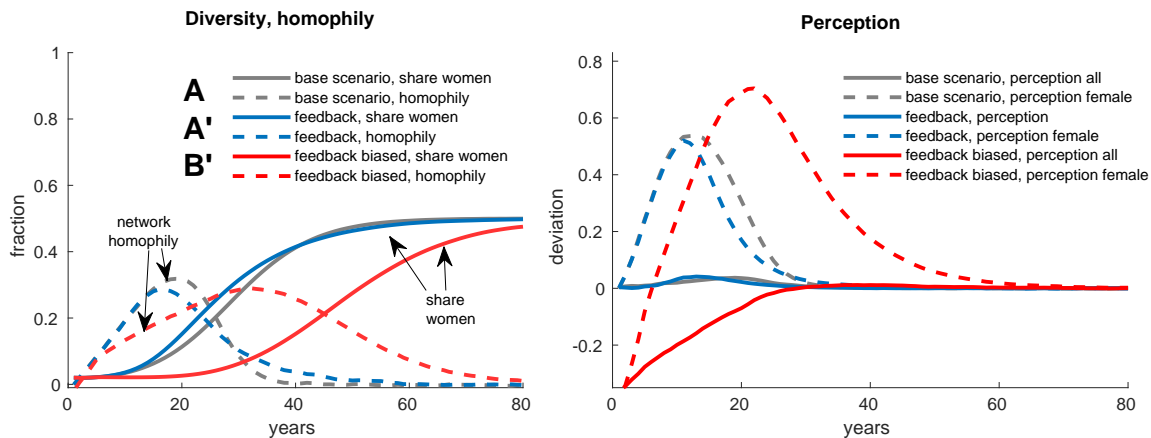 Diversity, homophily
1
0.8
0.6
0.4
0.2
0
fraction
A
A'
B'
base scenario, share women
base scenario, homophily
feedback, share women
feedback, homophily
feedback biased, share women
feedback biased, homophily
network
homophily
share
women
0
20
40
60
80
years
Perception
0.8
0.6
0.4
0.2
0
-0.2
deviation
base scenario, perception all
base scenario, perception female
feedback, perception
feedback, perception female
feedback biased, perception all
feedback biased, perception female
0
20
40
60
80
years